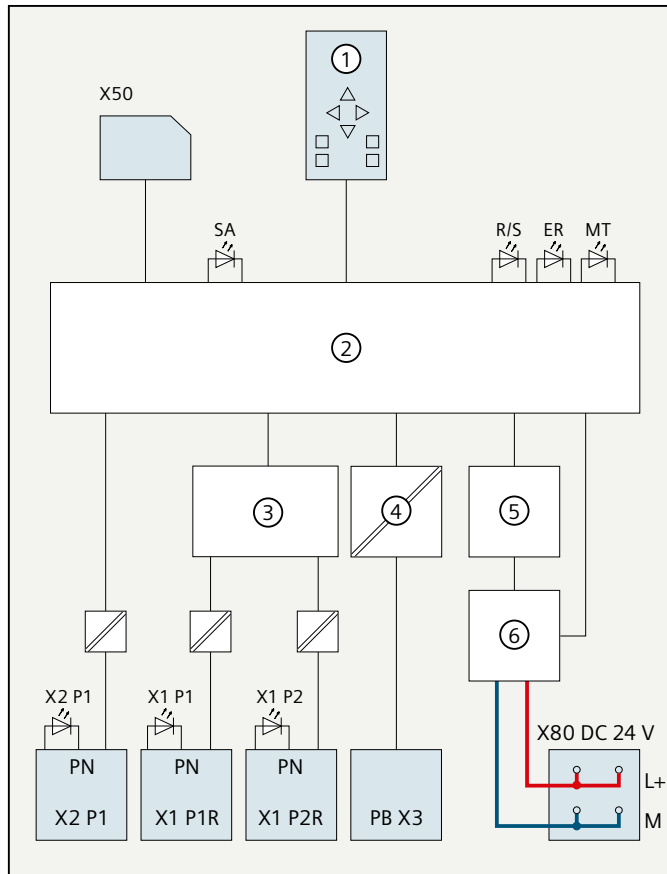 ①
X50
SA
R/S ER MT
②
③
④
⑤
⑥
X2 P1
X1 P1
X1 P2
X80 DC 24 V
PN
X2 P1
PN
X1 P1R
PN
X1 P2R
PB X3
L+
M